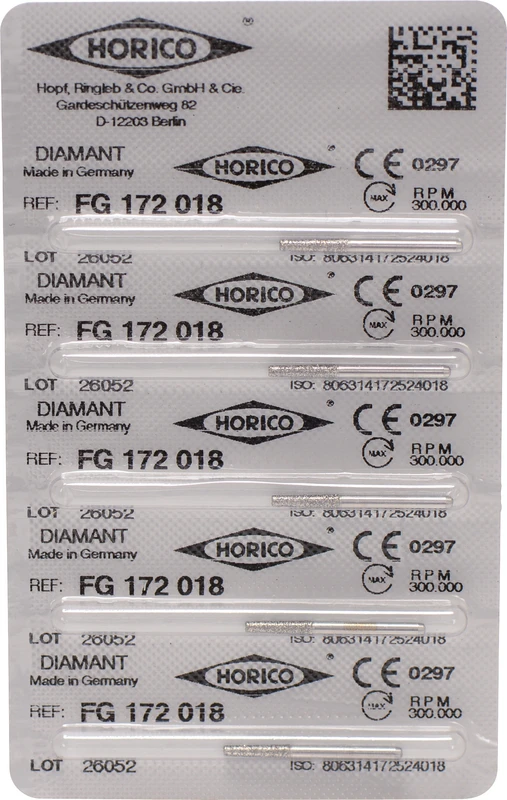 HORICO ®
Hopf, Ringleb & Co. GmbH & Cie.
Gardeschützenweg 82
D-12203 Berlin
DIAMANT HORICO ® CE 0297
Made in Germany MAX RPM
REF: FG 172 018 300.000
LOT 26052 ISO: 806314172524018
DIAMANT HORICO ® CE 0297
Made in Germany MAX RPM
REF: FG 172 018 300.000
LOT 26052 ISO: 806314172524018
DIAMANT HORICO ® CE 0297
Made in Germany MAX RPM
REF: FG 172 018 300.000
LOT 26052 ISO: 806314172524018
DIAMANT HORICO ® CE 0297
Made in Germany MAX RPM
REF: FG 172 018 300.000
LOT 26052 ISO: 806314172524018
DIAMANT HORICO ® CE 0297
Made in Germany MAX RPM
REF: FG 172 018 300.000
LOT 26052 ISO: 806314172524018